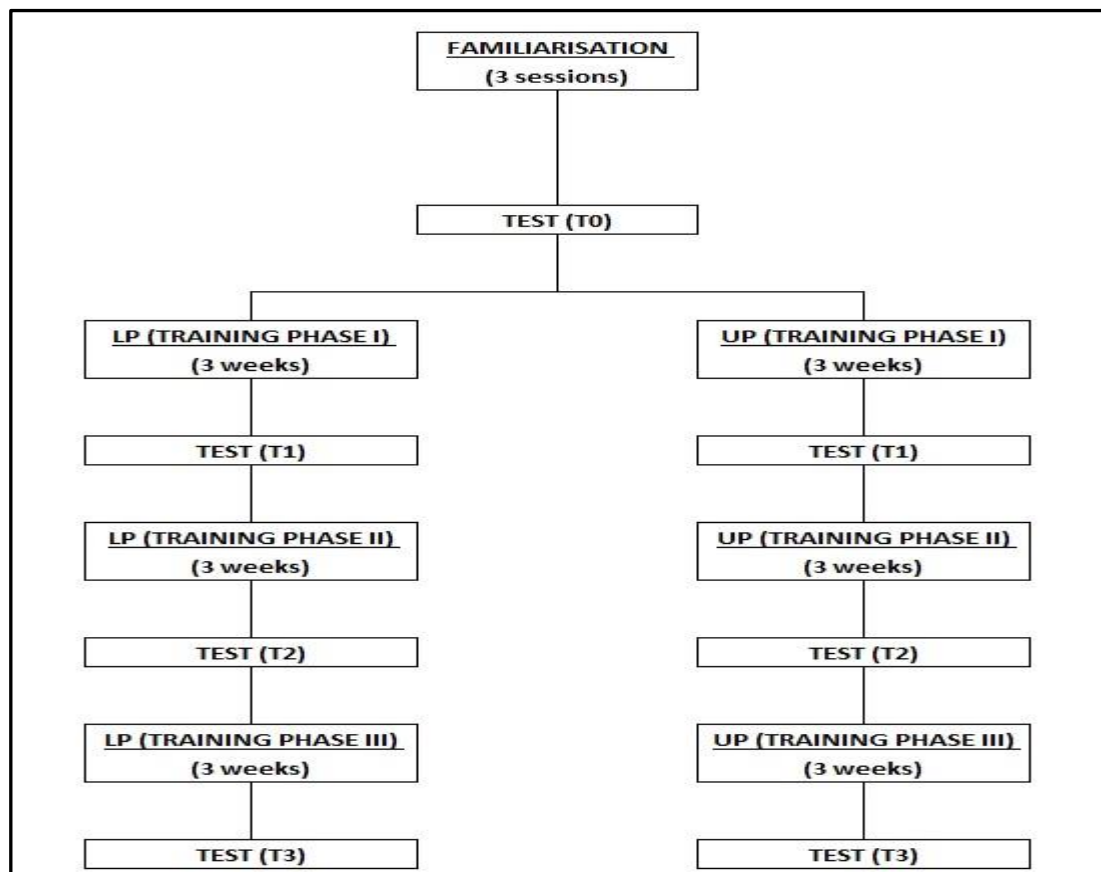 FAMILIARISATION
(3 sessions)
TEST (T0)
LP (TRAINING PHASE I)
(3 weeks)
UP (TRAINING PHASE I)
(3 weeks)
TEST (T1)
TEST (T1)
LP (TRAINING PHASE II)
(3 weeks)
UP (TRAINING PHASE II)
(3 weeks)
TEST (T2)
TEST (T2)
LP (TRAINING PHASE III)
(3 weeks)
UP (TRAINING PHASE III)
(3 weeks)
TEST (T3)
TEST (T3)